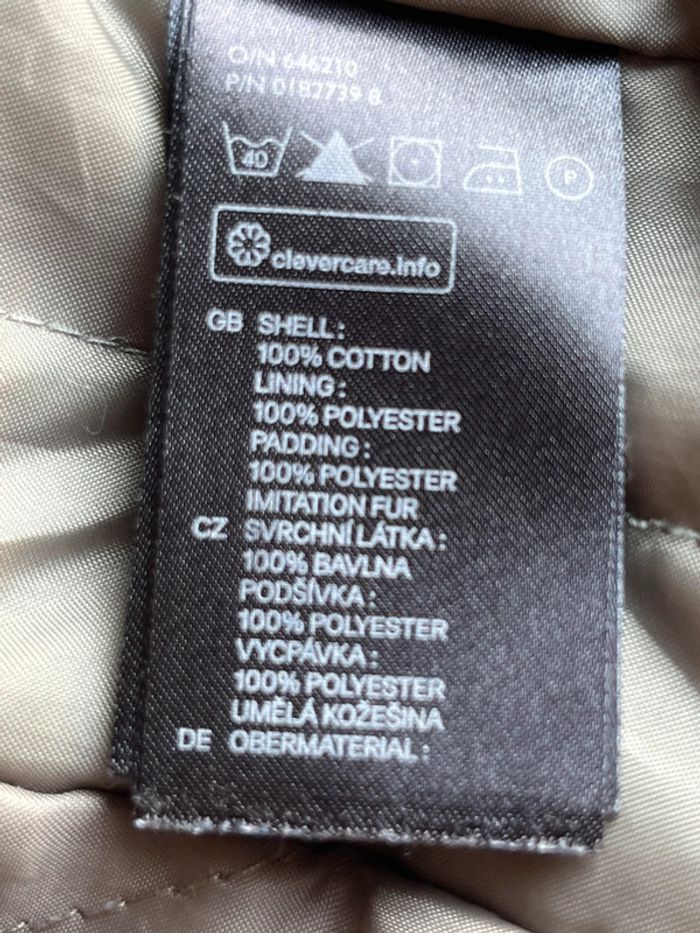 O/N 646210
P/N 0182739 8
40 P
clevercare.info
GB SHELL:
100% COTTON
LINING:
100% POLYESTER
PADDING:
100% POLYESTER
IMITATION FUR
CZ SVRCHNÍ LÁTKA:
100% BAVLNA
PODŠÍVKA:
100% POLYESTER
VYCPÁVKA:
100% POLYESTER
UMĚLÁ KOŽEŠINA
DE OBERMATERIAL: